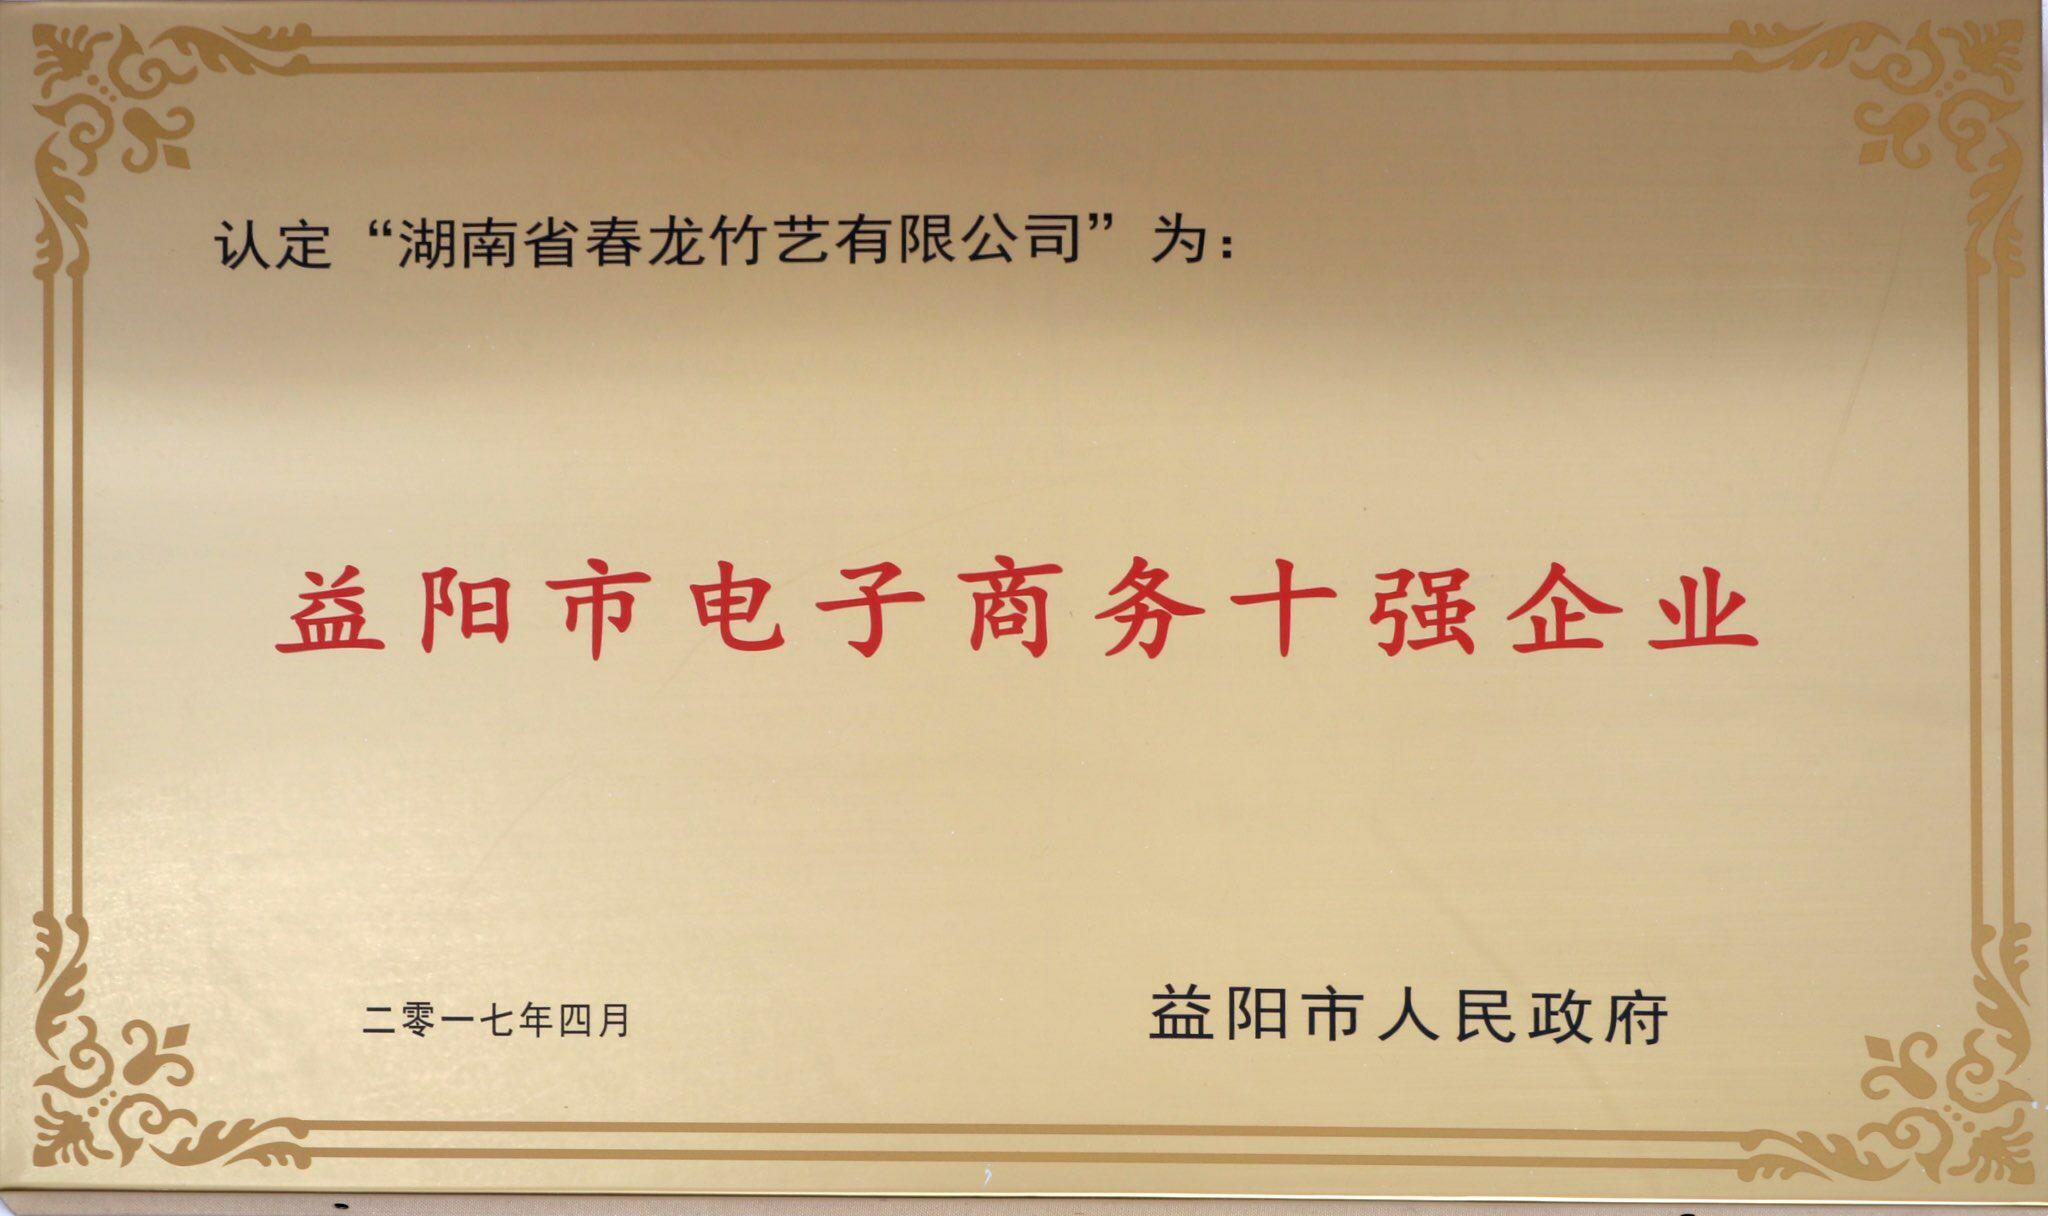 认定“湖南省春龙竹艺有限公司”为：
益阳市电子商务十强企业
二零一七年四月
益阳市人民政府